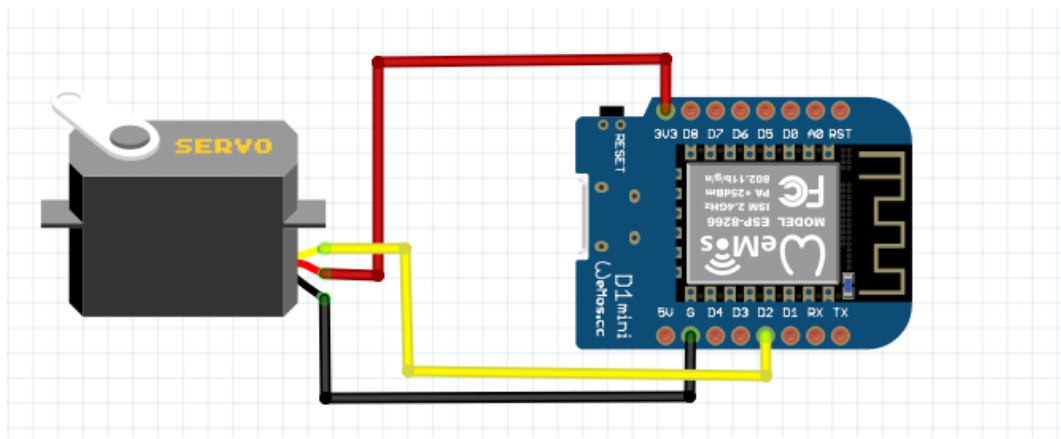 SERVO
3V3 D8 D7 D6 D5 D0 A0 RST
RESET
802.11b/g/n
PA +25dBm
ISM 2.4GHz
MODEL ESP-8266
FC
WeMos
D1 mini
WeMos.cc
5V G D4 D3 D2 D1 RX TX